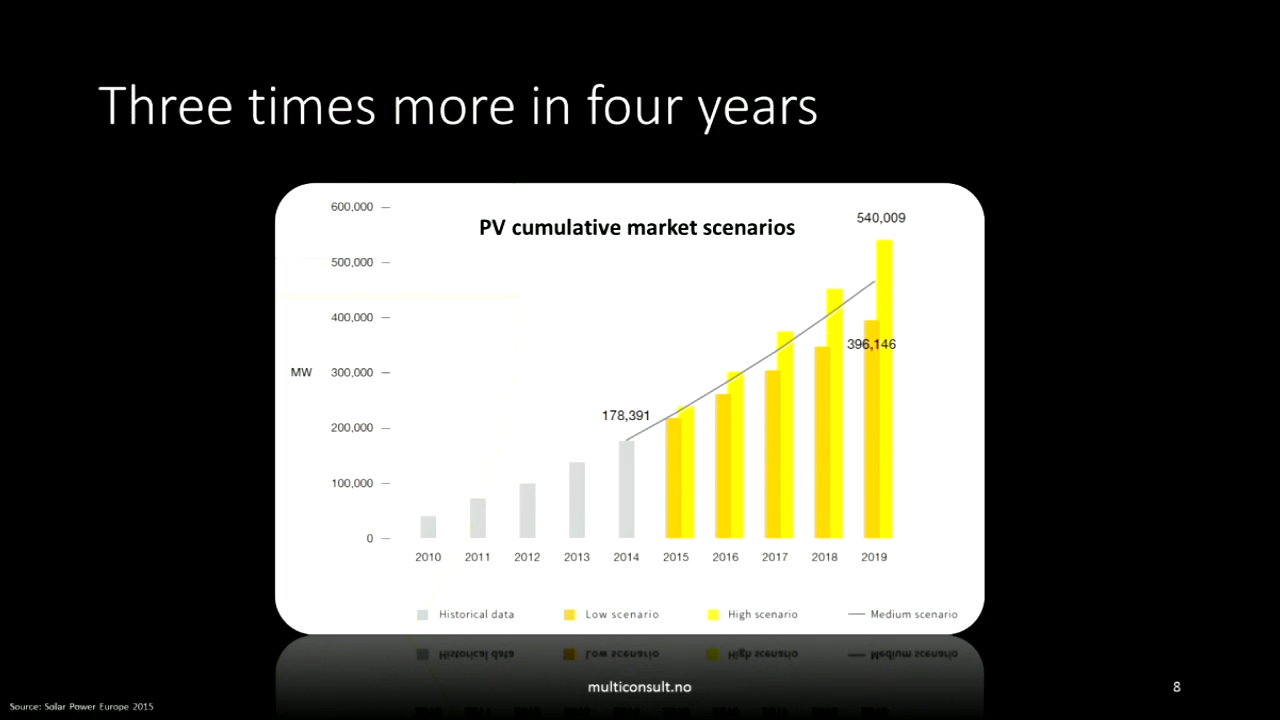 Three times more in four years
PV cumulative market scenarios
600,000
500,000
400,000
MW 300,000
200,000
100,000
0
178,391
540,009
396,146
2010 2011 2012 2013 2014 2015 2016 2017 2018 2019
Historical data Low scenario High scenario Medium scenario
multiconsult.no
8
Source: Solar Power Europe 2015